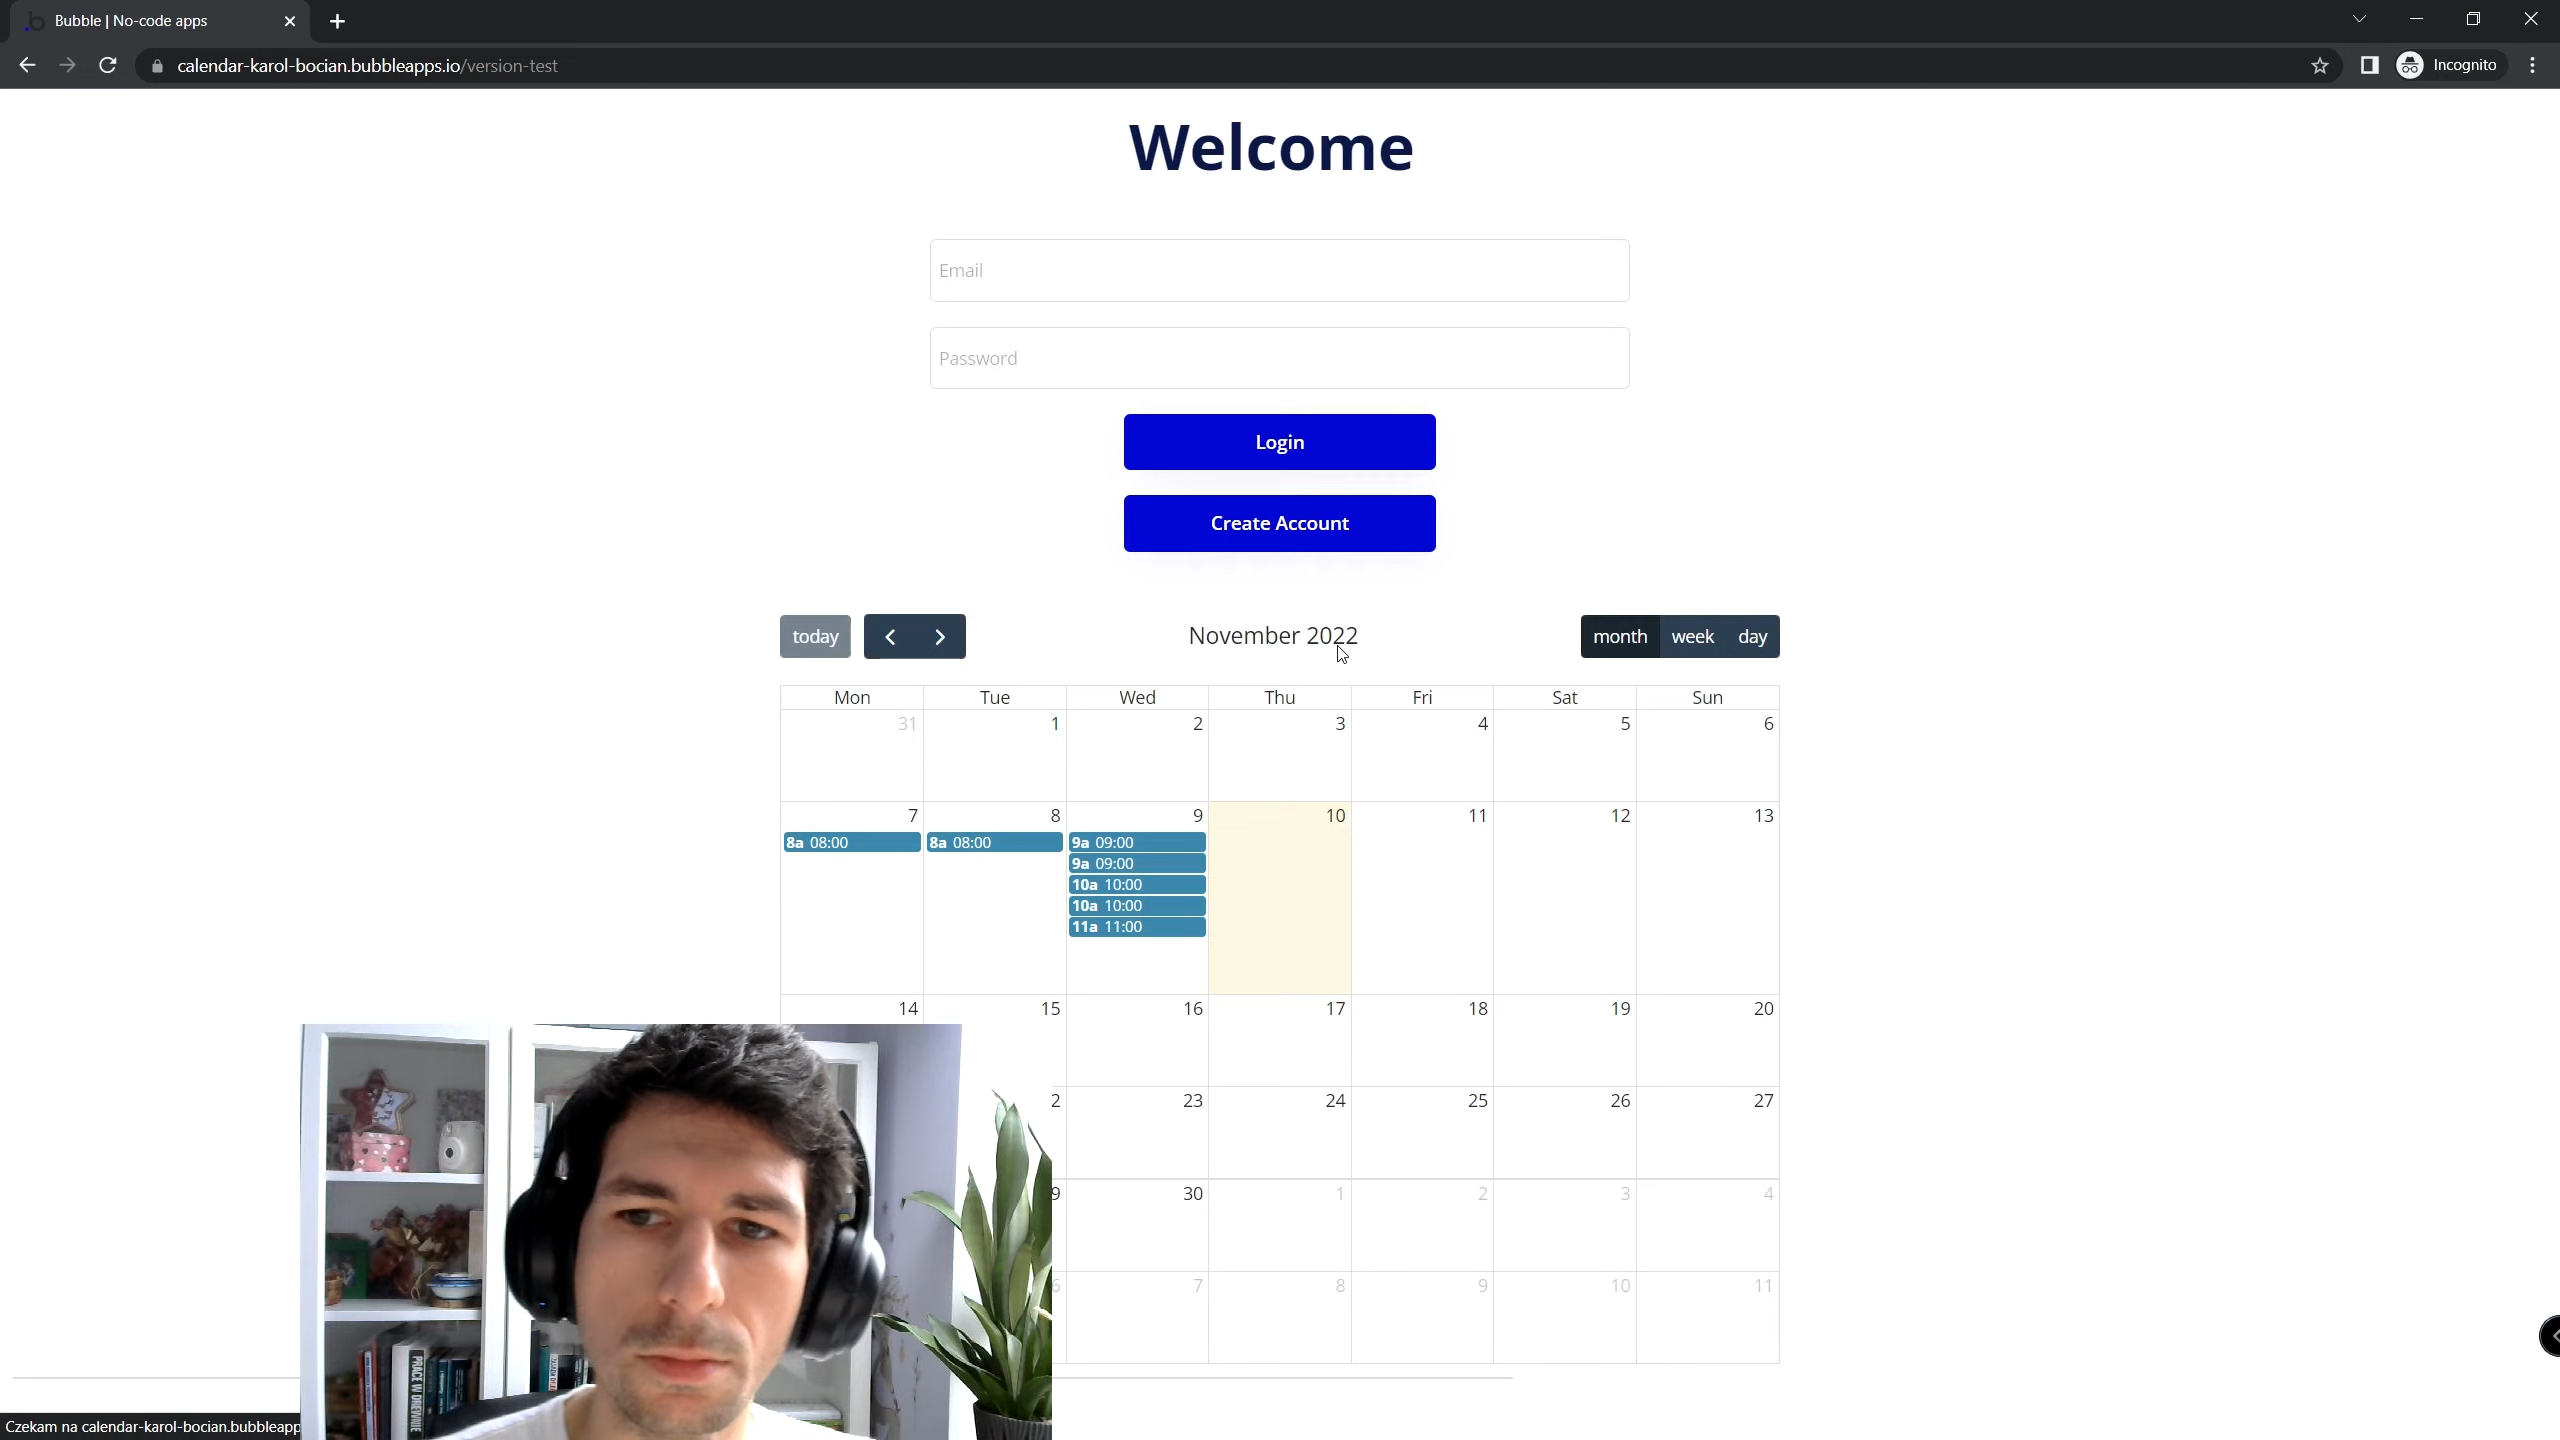 Bubble | No-code apps
calendar-karol-bocian.bubbleapps.io/version-test
Incognito
Welcome
Email
Password
Login
Create Account
today
November 2022
month week day
Mon Tue Wed Thu Fri Sat Sun
31 1 2 3 4 5 6
7 8 9 10 11 12 13
8a 08:00 8a 08:00 9a 09:00
9a 09:00
10a 10:00
10a 10:00
11a 11:00
14 15 16 17 18 19 20
2 23 24 25 26 27
9 30 1 2 3 4
6 7 8 9 10 11
PRACE W DREWNIE
Czekam na calendar-karol-bocian.bubbleapp